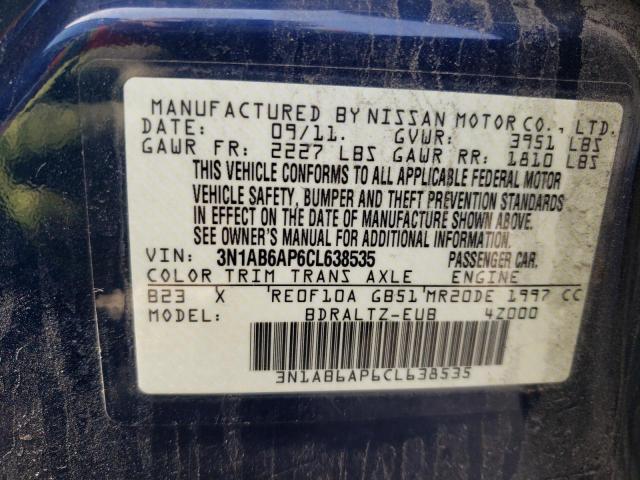 MANUFACTURED BY NISSAN MOTOR CO., LTD.
DATE: 09/11. GVWR: 3951 LBS
GAWR FR: 2227 LBS GAWR RR: 1810 LBS
THIS VEHICLE CONFORMS TO ALL APPLICABLE FEDERAL MOTOR
VEHICLE SAFETY, BUMPER AND THEFT PREVENTION STANDARDS
IN EFFECT ON THE DATE OF MANUFACTURE SHOWN ABOVE.
SEE OWNER'S MANUAL FOR ADDITIONAL INFORMATION.
VIN: 3N1AB6AP6CL638535 PASSENGER CAR.
COLOR TRIM TRANS AXLE ENGINE
B23 X RE0F10A GB51 MR20DE 1997 CC
MODEL: BDRALTZ-EUB 4Z000
3N1AB6AP6CL638535